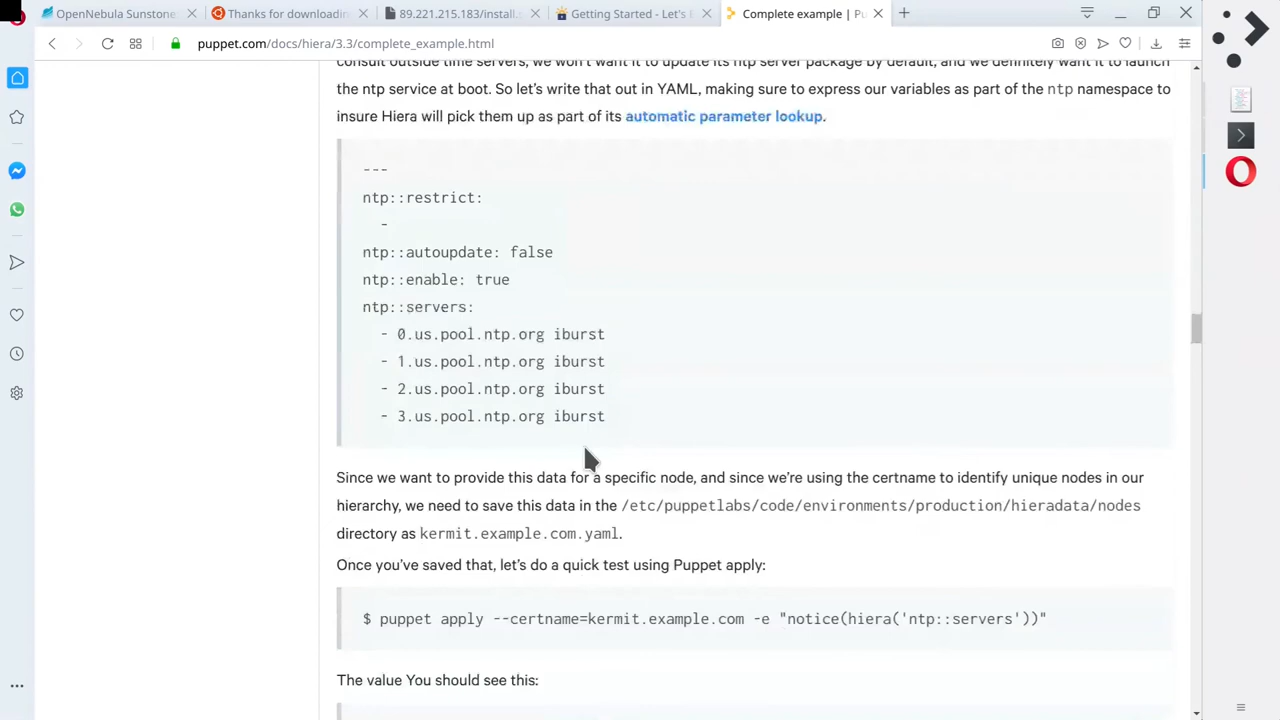 OpenNebula Sunstone
Thanks for downloadin
89.221.215.183/install.
Getting Started - Let's E
Complete example | P
puppet.com/docs/hiera/3.3/complete_example.html
consult outside time servers, we won't want it to update its ntp server package by default, and we definitely want it to launch
the ntp service at boot. So let's write that out in YAML, making sure to express our variables as part of the ntp namespace to
insure Hiera will pick them up as part of its automatic parameter lookup.
---
ntp::restrict:
-
ntp::autoupdate: false
ntp::enable: true
ntp::servers:
- 0.us.pool.ntp.org iburst
- 1.us.pool.ntp.org iburst
- 2.us.pool.ntp.org iburst
- 3.us.pool.ntp.org iburst
Since we want to provide this data for a specific node, and since we're using the certname to identify unique nodes in our
hierarchy, we need to save this data in the /etc/puppetlabs/code/environments/production/hieradata/nodes
directory as kermit.example.com.yaml.
Once you've saved that, let's do a quick test using Puppet apply:
$ puppet apply --certname=kermit.example.com -e "notice(hiera('ntp::servers'))"
The value You should see this: